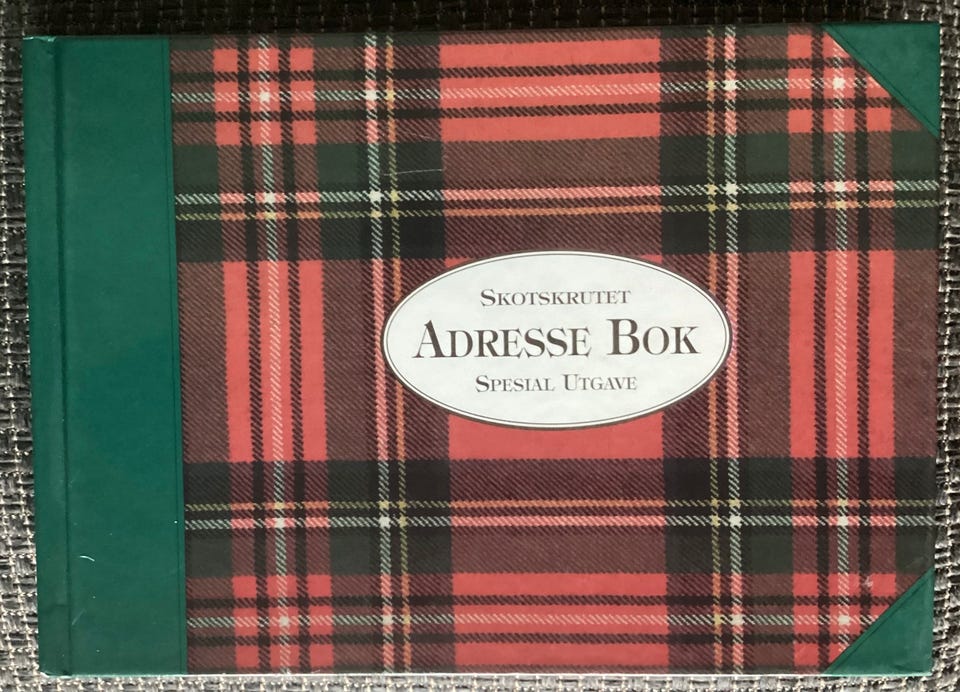 Skotskrutet
Adresse Bok
Spesial Utgave